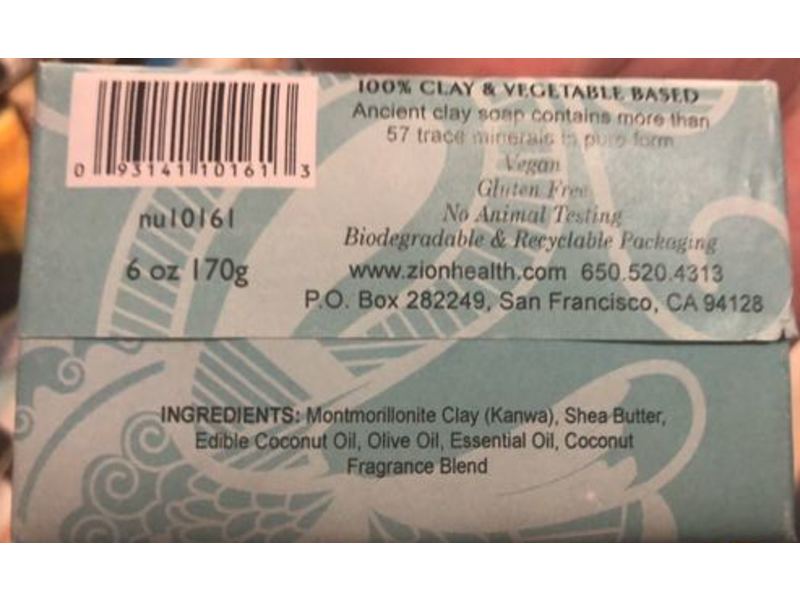 100% CLAY & VEGETABLE BASED
Ancient clay soap contains more than
57 trace minerals in pure form
Vegan
Gluten Free
No Animal Testing
Biodegradable & Recyclable Packaging
www.zionhealth.com 650.520.4313
P.O. Box 282249, San Francisco, CA 94128
0 93141 10161 3
nu10161
6 oz 170g
INGREDIENTS: Montmorillonite Clay (Kanwa), Shea Butter,
Edible Coconut Oil, Olive Oil, Essential Oil, Coconut
Fragrance Blend